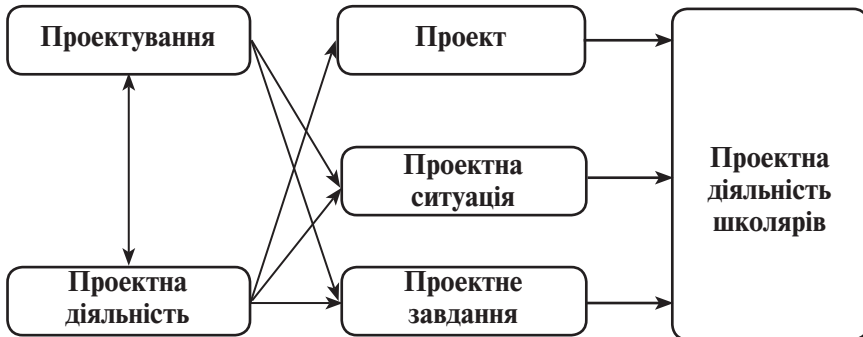 Проектування
Проект
Проектна
ситуація
Проектна
діяльність
школярів
Проектна
діяльність
Проектне
завдання